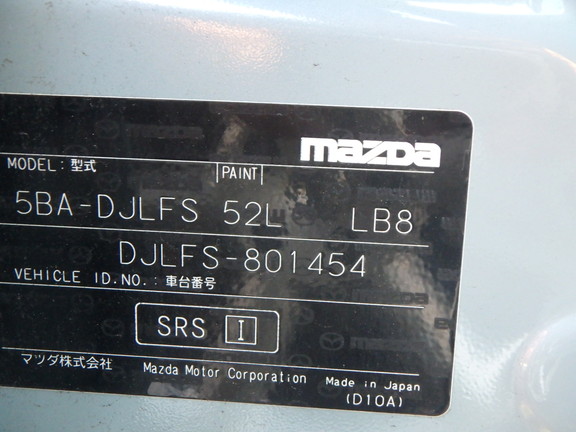 mazda
MODEL: 型式 PAINT
5BA-DJLFS 52L LB8
DJLFS-801454
VEHICLE ID.NO.: 車台番号
SRS I
マツダ株式会社 Mazda Motor Corporation Made in Japan
(D10A)